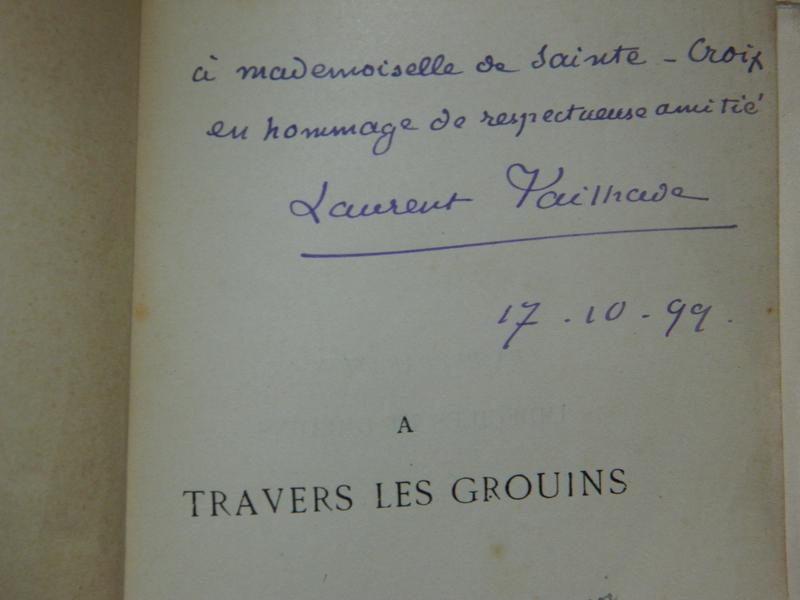 à mademoiselle de Sainte-Croix
en hommage de respectueuse amitié
Laurent Tailhade
17.10-99.
A
TRAVERS LES GROUINS